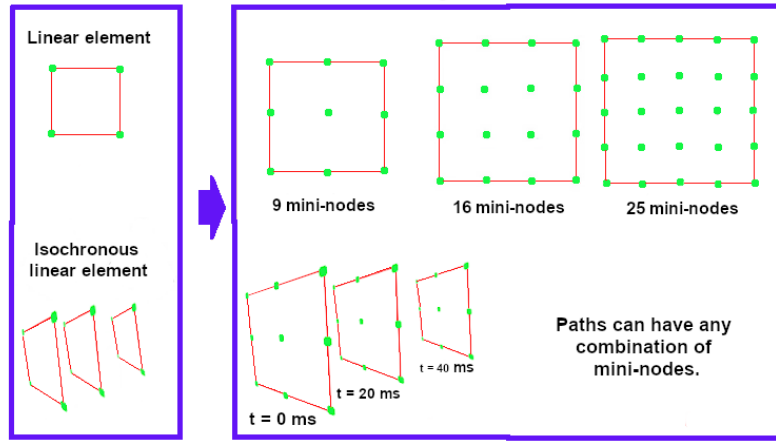 Linear element
9 mini-nodes
16 mini-nodes
25 mini-nodes
Isochronous
linear element
t = 0 ms
t = 20 ms
t = 40 ms
Paths can have any
combination of
mini-nodes.